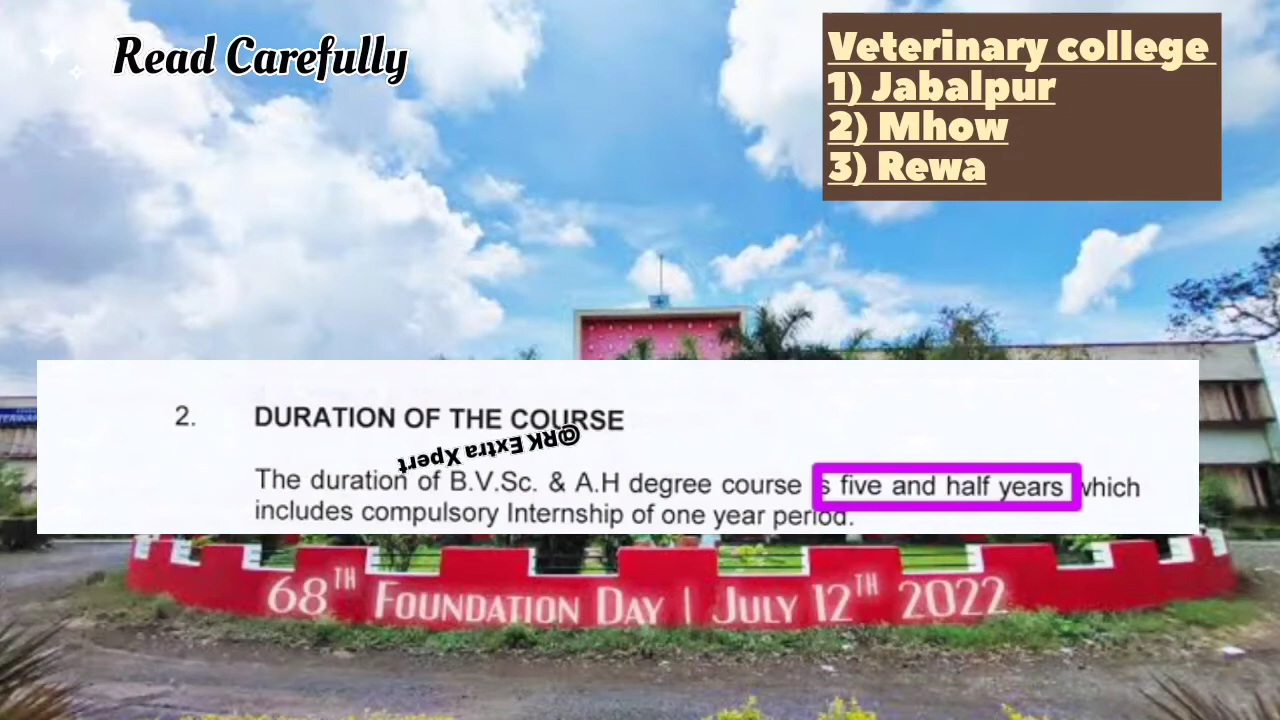 Read Carefully
Veterinary college
1) Jabalpur
2) Mhow
3) Rewa
2. DURATION OF THE COURSE
@RK Extra Xpert
The duration of B.V.Sc. & A.H degree course s five and half years which
includes compulsory Internship of one year period.
68TH FOUNDATION DAY | JULY 12TH 2022